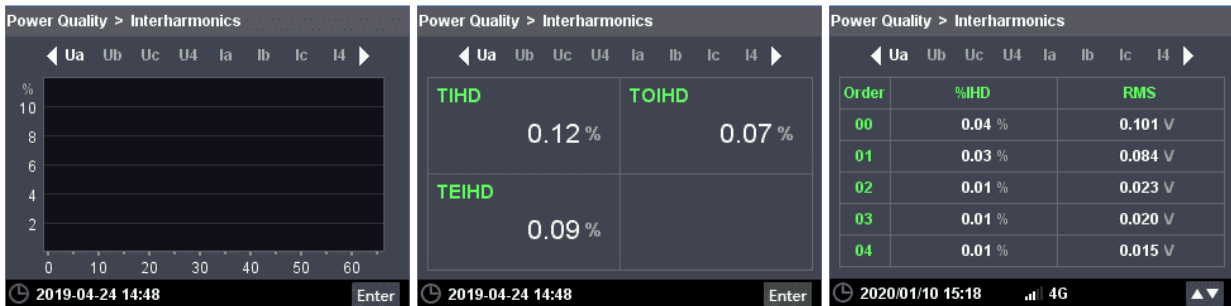 Power Quality > Interharmonics
Ua Ub Uc U4 Ia Ib Ic I4
%
10
8
6
4
2
0 10 20 30 40 50 60
2019-04-24 14:48 Enter
Power Quality > Interharmonics
Ua Ub Uc U4 Ia Ib Ic I4
TIHD TOIHD
0.12 % 0.07 %
TEIHD
0.09 %
2019-04-24 14:48 Enter
Power Quality > Interharmonics
Ua Ub Uc U4 Ia Ib Ic I4
Order %IHD RMS
00 0.04 % 0.101 V
01 0.03 % 0.084 V
02 0.01 % 0.023 V
03 0.01 % 0.020 V
04 0.01 % 0.015 V
2020/01/10 15:18 4G